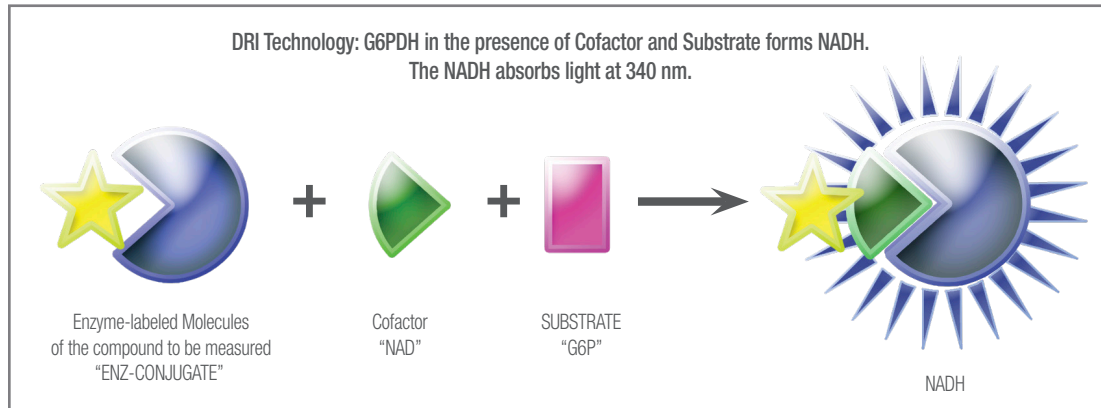 DRI Technology: G6PDH in the presence of Cofactor and Substrate forms NADH.
The NADH absorbs light at 340 nm.
Enzyme-labeled Molecules
of the compound to be measured
“ENZ-CONJUGATE”
Cofactor
“NAD”
SUBSTRATE
“G6P”
NADH